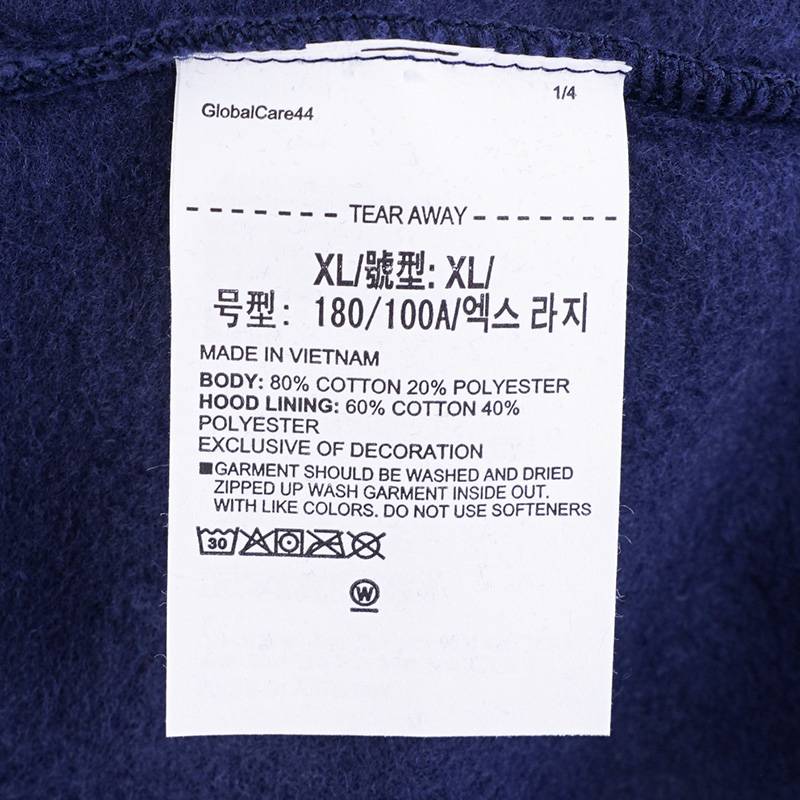 GlobalCare44
1/4
TEAR AWAY
XL/號型: XL/
号型: 180/100A/엑스 라지
MADE IN VIETNAM
BODY: 80% COTTON 20% POLYESTER
HOOD LINING: 60% COTTON 40%
POLYESTER
EXCLUSIVE OF DECORATION
■GARMENT SHOULD BE WASHED AND DRIED
ZIPPED UP WASH GARMENT INSIDE OUT.
WITH LIKE COLORS. DO NOT USE SOFTENERS
30
W